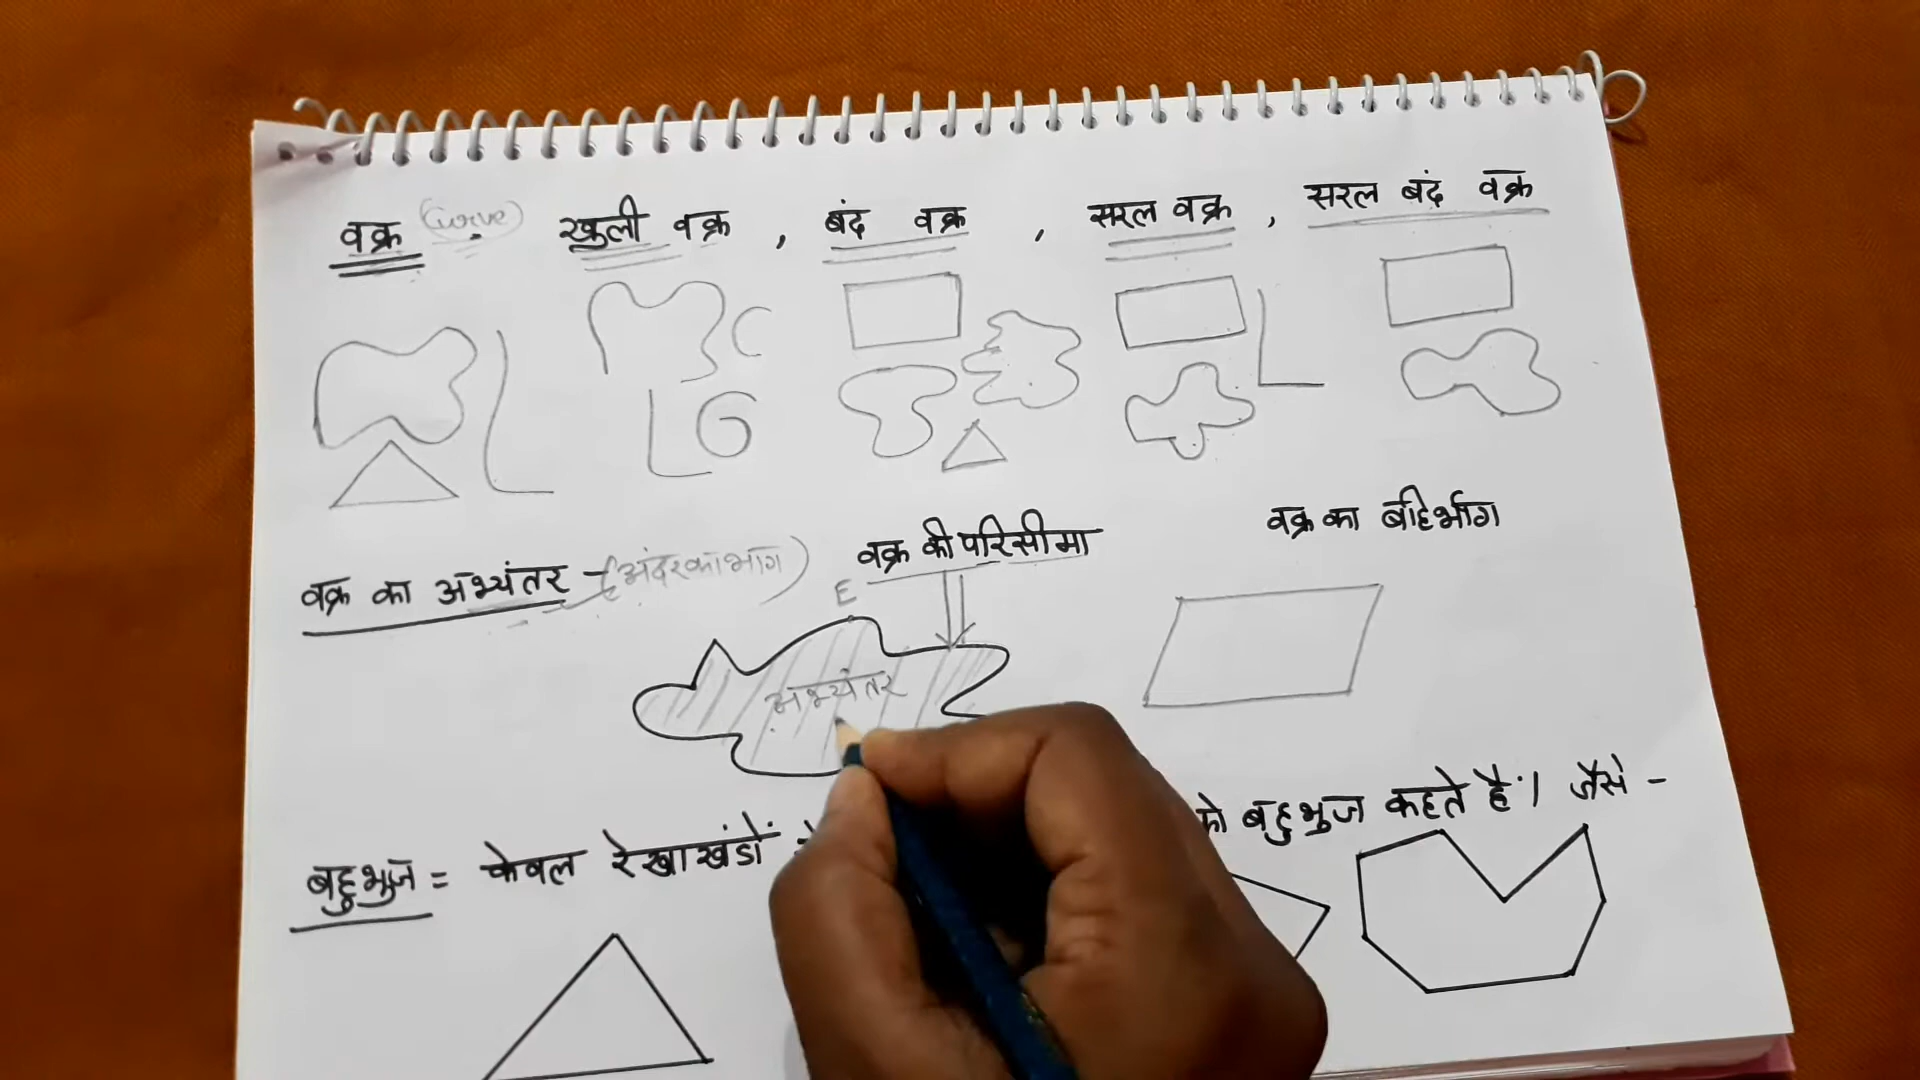 वक्र (Curve) खुली वक्र , बंद वक्र , सरल वक्र , सरल बंद वक्र
वक्र का अभ्यंतर - (अंदर का भाग) वक्र की परिसीमा वक्र का बहिर्भाग
E
अभ्यंतर
बहुभुज = केवल रेखाखंडों को बहुभुज कहते हैं। जैसे -